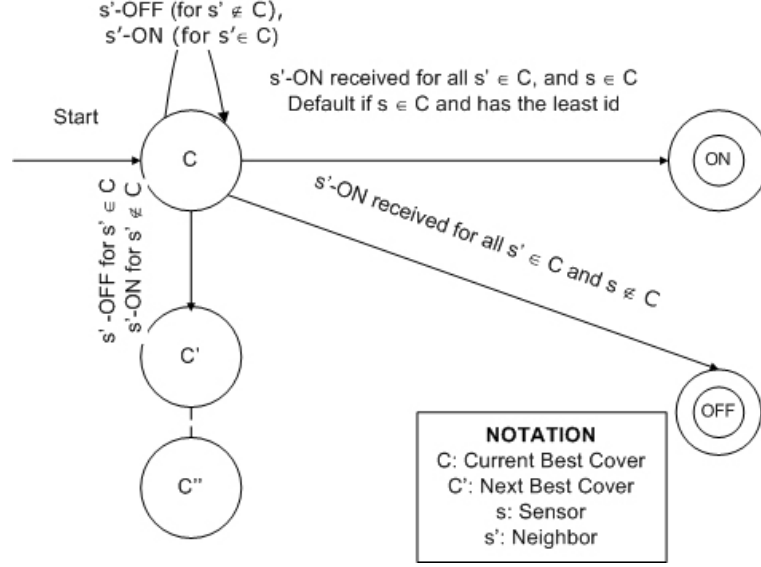 s'-OFF (for s' ∉ C),
s'-ON (for s'∈ C)
s'-ON received for all s' ∈ C, and s ∈ C
Default if s ∈ C and has the least id
Start
C
ON
s'-ON received for all s' ∈ C and s ∉ C
s' -OFF for s' ∈ C
s'-ON for s' ∉ C
C'
OFF
C''
NOTATION
C: Current Best Cover
C': Next Best Cover
s: Sensor
s': Neighbor